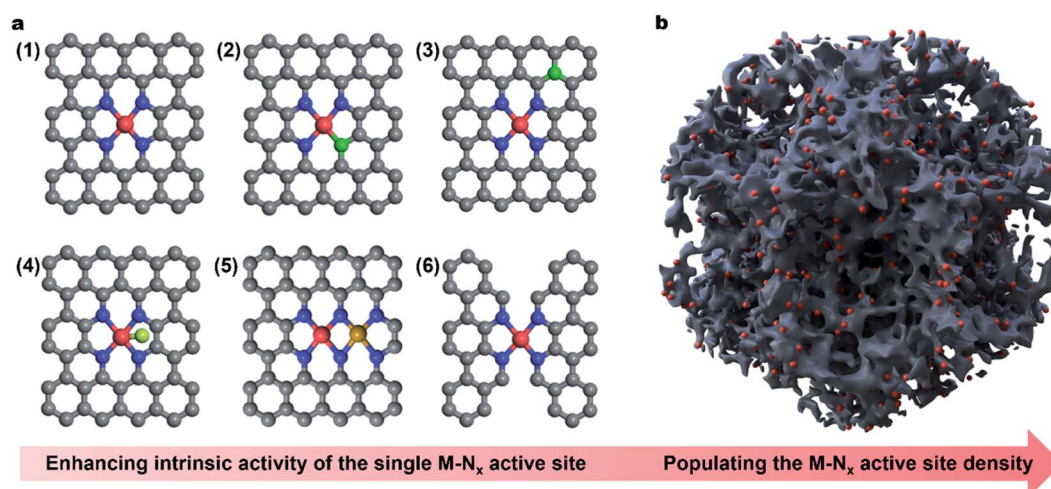 a
b
(1)
(2)
(3)
(4)
(5)
(6)
Enhancing intrinsic activity of the single M-Nₓ active site
Populating the M-Nₓ active site density